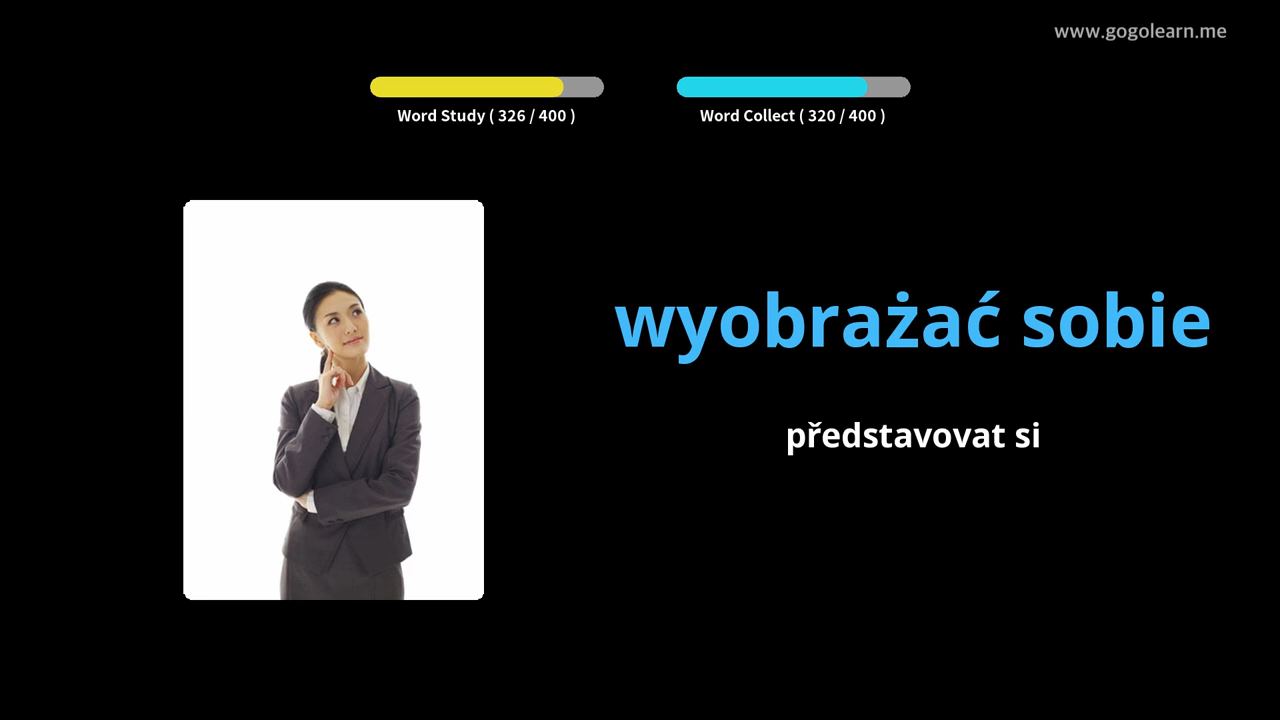 www.gogolearn.me
Word Study ( 326 / 400 )
Word Collect ( 320 / 400 )
wyobrażać sobie
představovat si